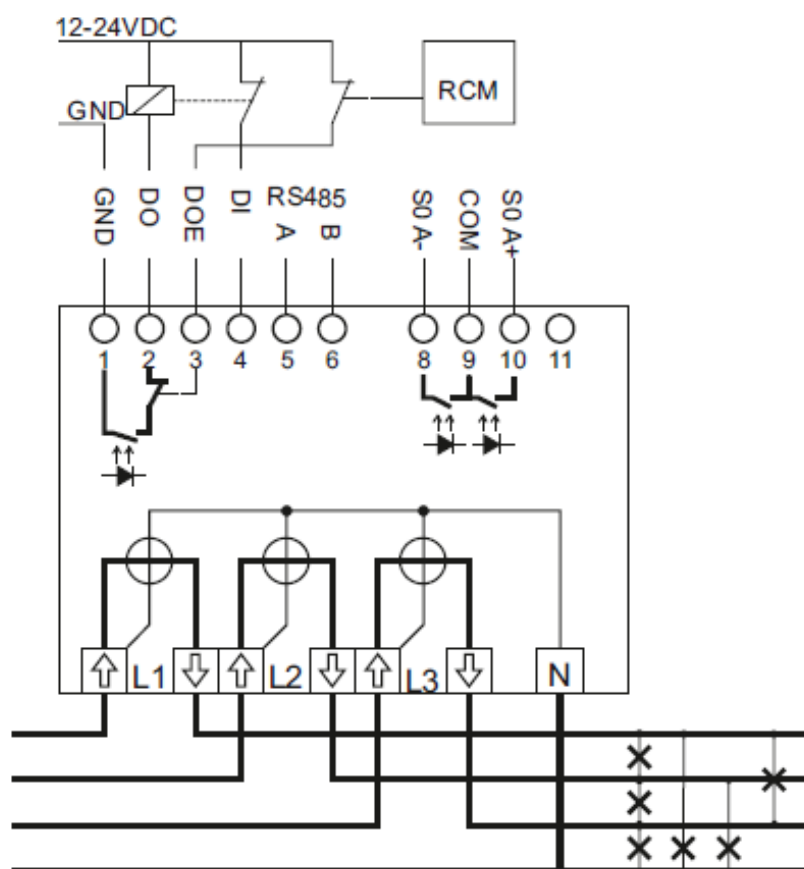 12-24VDC
RCM
GND
GND
DO
DOE
DI
RS485
A
B
S0 A-
COM
S0 A+
1 2 3 4 5 6 8 9 10 11
L1 L2 L3 N